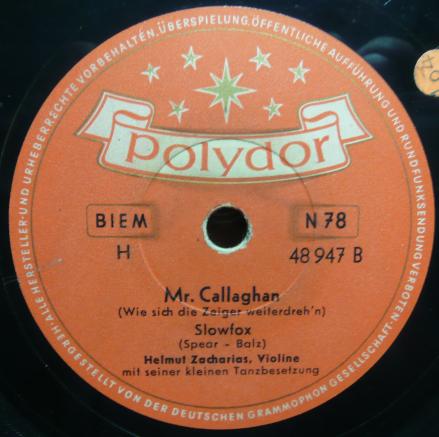 ALLE HERSTELLER-UND URHEBERRECHTE VORBEHALTEN. ÜBERSPIELUNG, ÖFFENTLICHE AUFFÜHRUNG UND RUNDFUNKSENDUNG VERBOTEN.
polydor
BIEM N 78
H 48 947 B
Mr. Callaghan
(Wie sich die Zeiger weiterdreh'n)
Slowfox
(Spear - Balz)
Helmut Zacharias, Violine
mit seiner kleinen Tanzbesetzung
HERGESTELLT VON DER DEUTSCHEN GRAMMOPHON GESELLSCHAFT